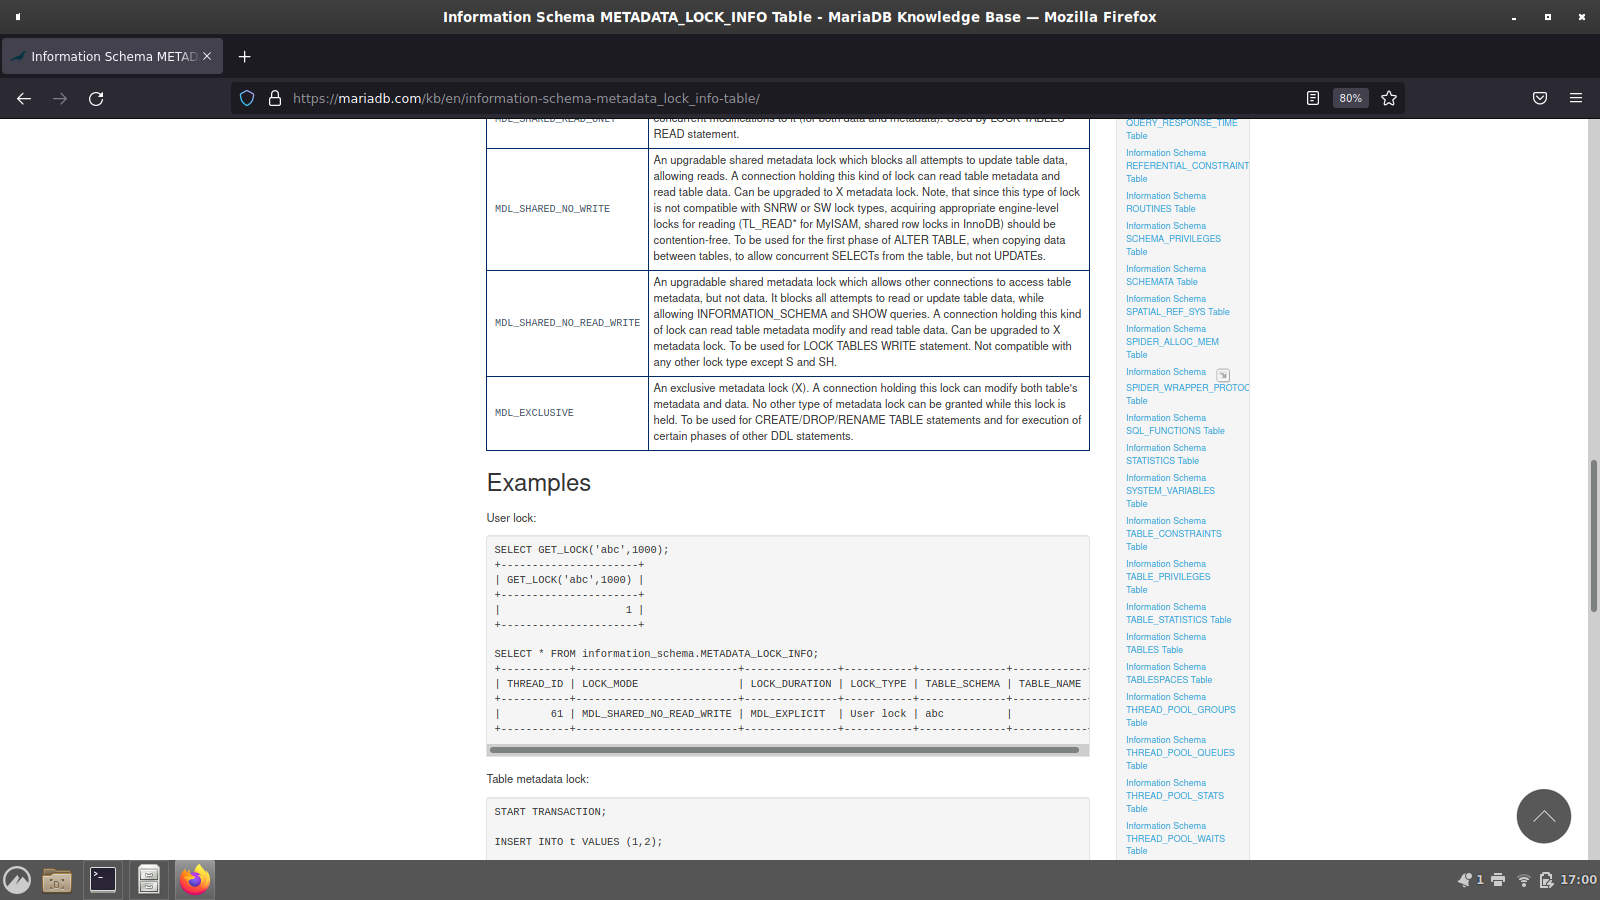 Information Schema METADATA_LOCK_INFO Table - MariaDB Knowledge Base — Mozilla Firefox
Information Schema METAD
https://mariadb.com/kb/en/information-schema-metadata_lock_info-table/
80%
MDL_SHARED_READ_ONLY
concurrent modifications to it (for both data and metadata). Used by LOCK TABLES
READ statement.
MDL_SHARED_NO_WRITE
An upgradable shared metadata lock which blocks all attempts to update table data,
allowing reads. A connection holding this kind of lock can read table metadata and
read table data. Can be upgraded to X metadata lock. Note, that since this type of lock
is not compatible with SNRW or SW lock types, acquiring appropriate engine-level
locks for reading (TL_READ* for MyISAM, shared row locks in InnoDB) should be
contention-free. To be used for the first phase of ALTER TABLE, when copying data
between tables, to allow concurrent SELECTs from the table, but not UPDATEs.
MDL_SHARED_NO_READ_WRITE
An upgradable shared metadata lock which allows other connections to access table
metadata, but not data. It blocks all attempts to read or update table data, while
allowing INFORMATION_SCHEMA and SHOW queries. A connection holding this kind
of lock can read table metadata modify and read table data. Can be upgraded to X
metadata lock. To be used for LOCK TABLES WRITE statement. Not compatible with
any other lock type except S and SH.
MDL_EXCLUSIVE
An exclusive metadata lock (X). A connection holding this lock can modify both table's
metadata and data. No other type of metadata lock can be granted while this lock is
held. To be used for CREATE/DROP/RENAME TABLE statements and for execution of
certain phases of other DDL statements.
Examples
User lock:
SELECT GET_LOCK('abc',1000);
+----------------------+
| GET_LOCK('abc',1000) |
+----------------------+
|                    1 |
+----------------------+
SELECT * FROM information_schema.METADATA_LOCK_INFO;
+-----------+--------------------------+---------------+-----------+--------------+------------
| THREAD_ID | LOCK_MODE                | LOCK_DURATION | LOCK_TYPE | TABLE_SCHEMA | TABLE_NAME
+-----------+--------------------------+---------------+-----------+--------------+------------
|        61 | MDL_SHARED_NO_READ_WRITE | MDL_EXPLICIT  | User lock | abc          |
+-----------+--------------------------+---------------+-----------+--------------+------------
Table metadata lock:
START TRANSACTION;
INSERT INTO t VALUES (1,2);
QUERY_RESPONSE_TIME
Table
Information Schema
REFERENTIAL_CONSTRAINT
Table
Information Schema
ROUTINES Table
Information Schema
SCHEMA_PRIVILEGES
Table
Information Schema
SCHEMATA Table
Information Schema
SPATIAL_REF_SYS Table
Information Schema
SPIDER_ALLOC_MEM
Table
Information Schema
SPIDER_WRAPPER_PROTOC
Table
Information Schema
SQL_FUNCTIONS Table
Information Schema
STATISTICS Table
Information Schema
SYSTEM_VARIABLES
Table
Information Schema
TABLE_CONSTRAINTS
Table
Information Schema
TABLE_PRIVILEGES
Table
Information Schema
TABLE_STATISTICS Table
Information Schema
TABLES Table
Information Schema
TABLESPACES Table
Information Schema
THREAD_POOL_GROUPS
Table
Information Schema
THREAD_POOL_QUEUES
Table
Information Schema
THREAD_POOL_STATS
Table
Information Schema
THREAD_POOL_WAITS
Table
1
17:00